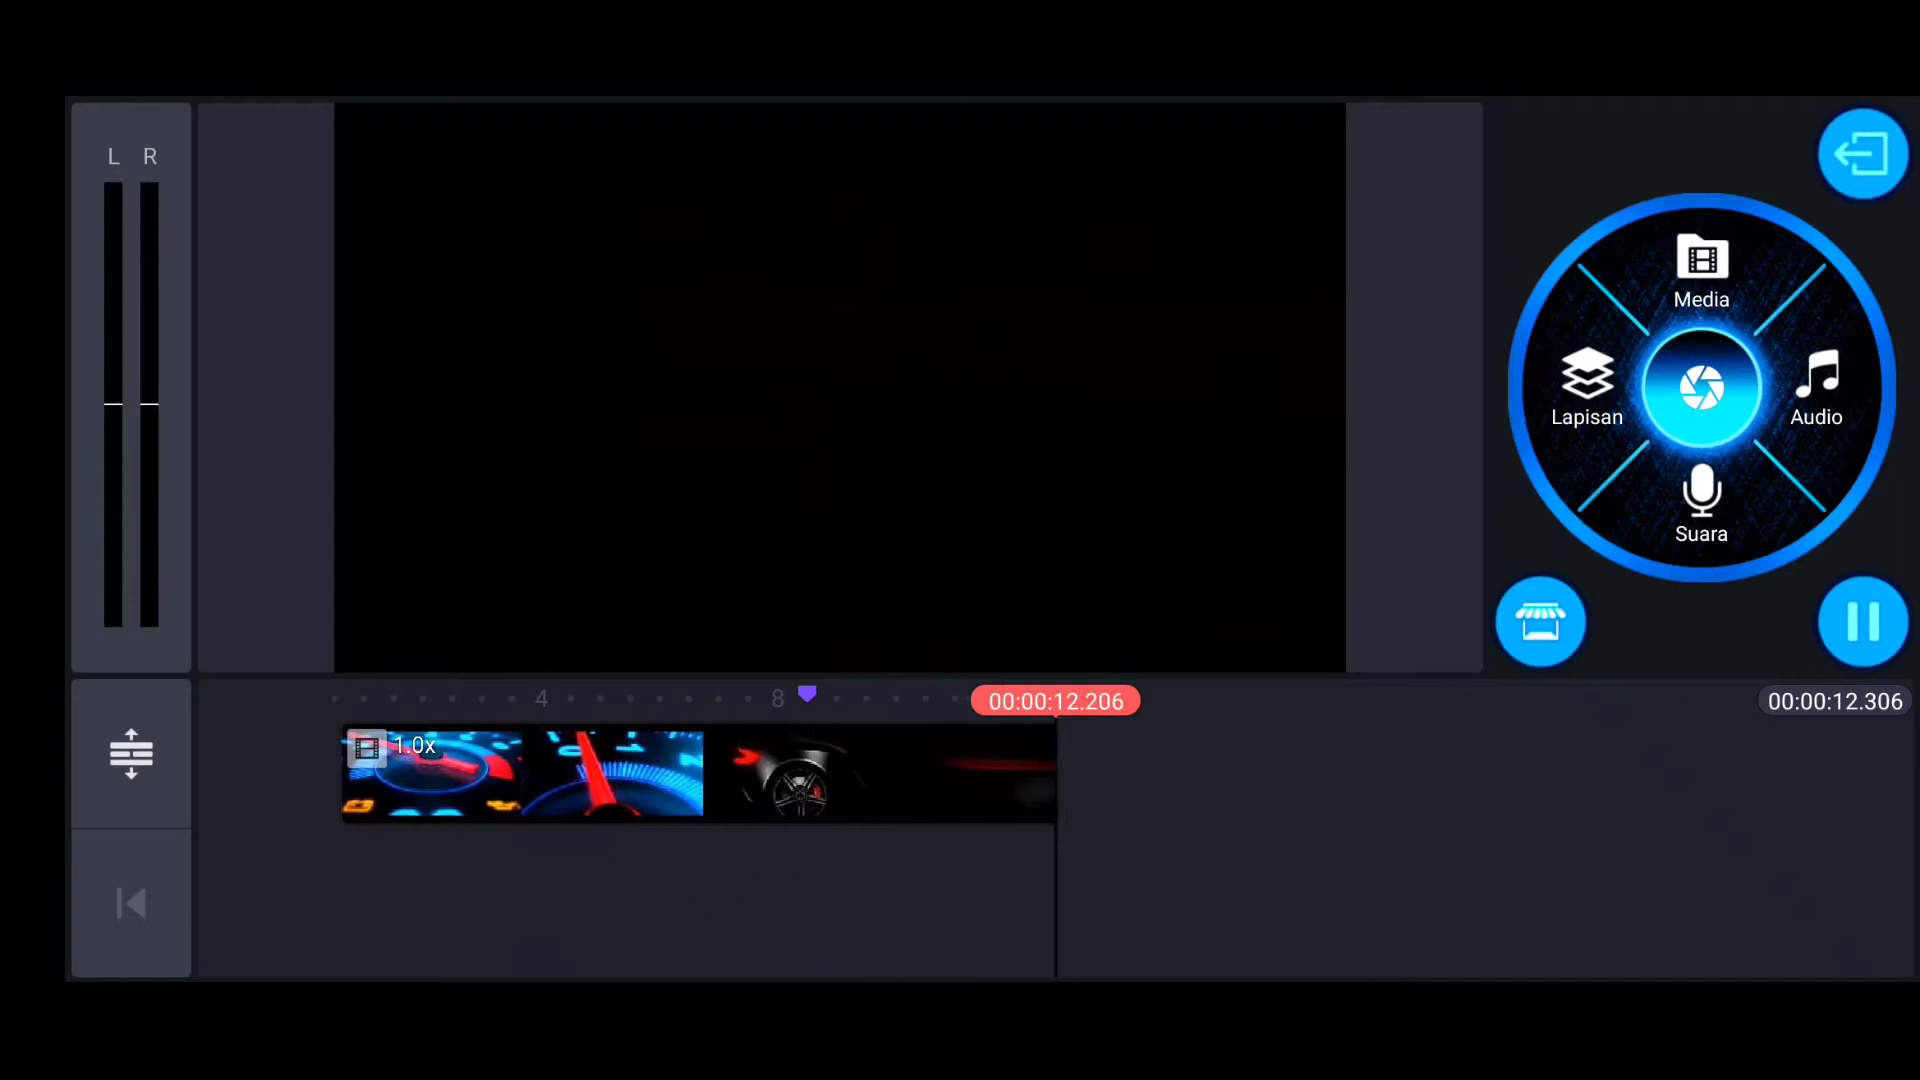 L R
Media
Lapisan
Audio
Suara
4
8
00:00:12.206
00:00:12.306
1.0x